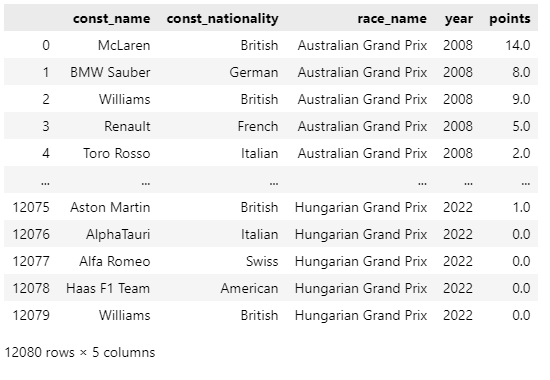 const_name const_nationality race_name year points
0 McLaren British Australian Grand Prix 2008 14.0
1 BMW Sauber German Australian Grand Prix 2008 8.0
2 Williams British Australian Grand Prix 2008 9.0
3 Renault French Australian Grand Prix 2008 5.0
4 Toro Rosso Italian Australian Grand Prix 2008 2.0
... ... ... ... ... ...
12075 Aston Martin British Hungarian Grand Prix 2022 1.0
12076 AlphaTauri Italian Hungarian Grand Prix 2022 0.0
12077 Alfa Romeo Swiss Hungarian Grand Prix 2022 0.0
12078 Haas F1 Team American Hungarian Grand Prix 2022 0.0
12079 Williams British Hungarian Grand Prix 2022 0.0
12080 rows × 5 columns